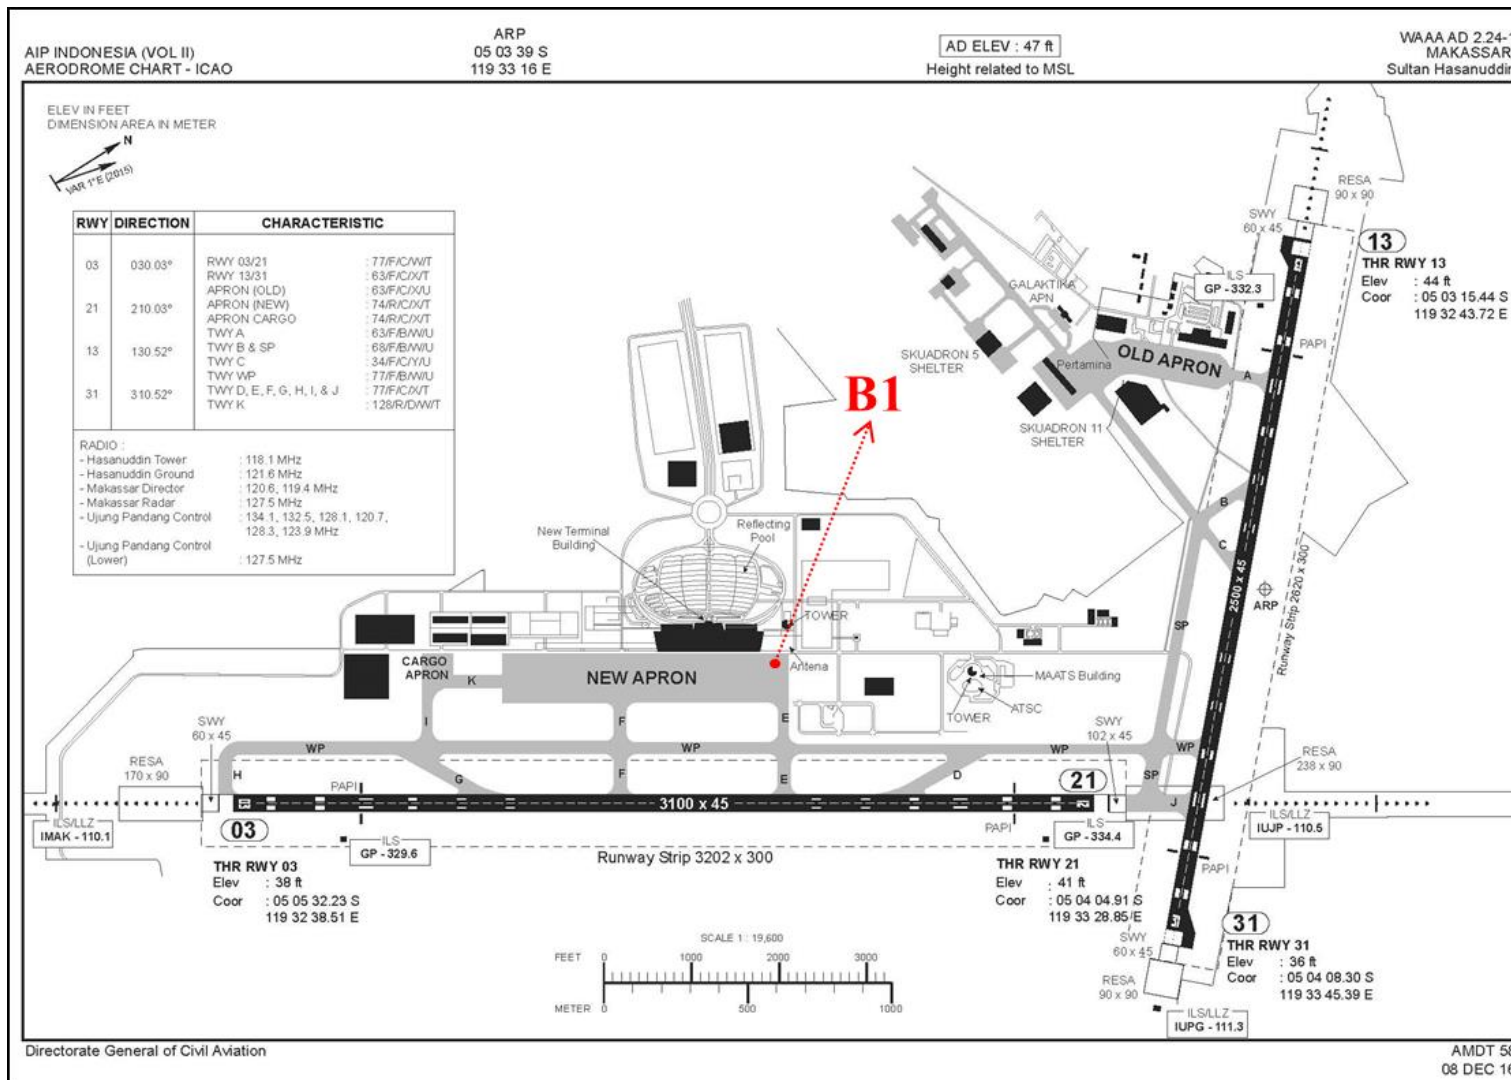 AIP INDONESIA (VOL II)
AERODROME CHART - ICAO
ARP
05 03 39 S
119 33 16 E
AD ELEV : 47 ft
Height related to MSL
WAAA AD 2.24-1
MAKASSAR
Sultan Hasanuddin
ELEV IN FEET
DIMENSION AREA IN METER
N
VAR 1°E (2015)
RWY DIRECTION CHARACTERISTIC
03 030.03°
21 210.03°
13 130.52°
31 310.52°
RWY 03/21 : 77/F/C/W/T
RWY 13/31 : 63/F/C/X/T
APRON (OLD) : 63/F/C/X/U
APRON (NEW) : 74/R/C/X/T
APRON CARGO : 74/R/C/X/T
TWY A : 63/F/B/W/U
TWY B & SP : 68/F/B/W/U
TWY C : 34/F/C/Y/U
TWY WP : 77/F/B/W/U
TWY D, E, F, G, H, I, & J : 77/F/C/X/T
TWY K : 128/R/D/W/T
RADIO :
- Hasanuddin Tower : 118.1 MHz
- Hasanuddin Ground : 121.6 MHz
- Makassar Director : 120.6, 119.4 MHz
- Makassar Radar : 127.5 MHz
- Ujung Pandang Control : 134.1, 132.5, 128.1, 120.7,
128.3, 123.9 MHz
- Ujung Pandang Control
(Lower) : 127.5 MHz
RESA
90 x 90
SWY
60 x 45
13
THR RWY 13
Elev : 44 ft
Coor : 05 03 15.44 S
119 32 43.72 E
ILS
GP - 332.3
PAPI
GALAKTIKA
APN
SKUADRON 5
SHELTER
Pertamina
OLD APRON
A
SKUADRON 11
SHELTER
B1
B
C
2500 x 45
ARP
Runway Strip 2620 x 300
SP
New Terminal
Building
Reflecting
Pool
TOWER
Antena
CARGO
APRON
K
NEW APRON
MAATS Building
ATSC
TOWER
I
F
E
SWY
60 x 45
SWY
102 x 45
WP
WP
WP
WP
RESA
170 x 90
RESA
238 x 90
H
G
F
E
D
SP
J
PAPI
21
3100 x 45
03
PAPI
ILS/LLZ
IMAK - 110.1
ILS
GP - 329.6
ILS
GP - 334.4
ILS/LLZ
IUJP - 110.5
Runway Strip 3202 x 300
THR RWY 03
Elev : 38 ft
Coor : 05 05 32.23 S
119 32 38.51 E
THR RWY 21
Elev : 41 ft
Coor : 05 04 04.91 S
119 33 28.85 E
PAPI
31
THR RWY 31
Elev : 36 ft
Coor : 05 04 08.30 S
119 33 45.39 E
SWY
60 x 45
RESA
90 x 90
ILS/LLZ
IUPG - 111.3
SCALE 1 : 19,600
FEET 0 1000 2000 3000
METER 0 500 1000
Directorate General of Civil Aviation
AMDT 58
08 DEC 16